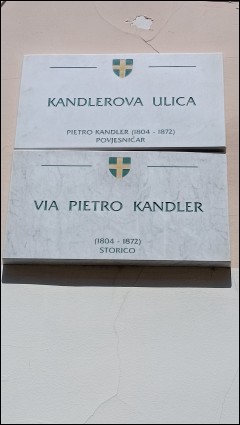 KANDLEROVA ULICA
PIETRO KANDLER (1804 - 1872)
POVJESNIČAR
VIA PIETRO KANDLER
(1804 - 1872)
STORICO